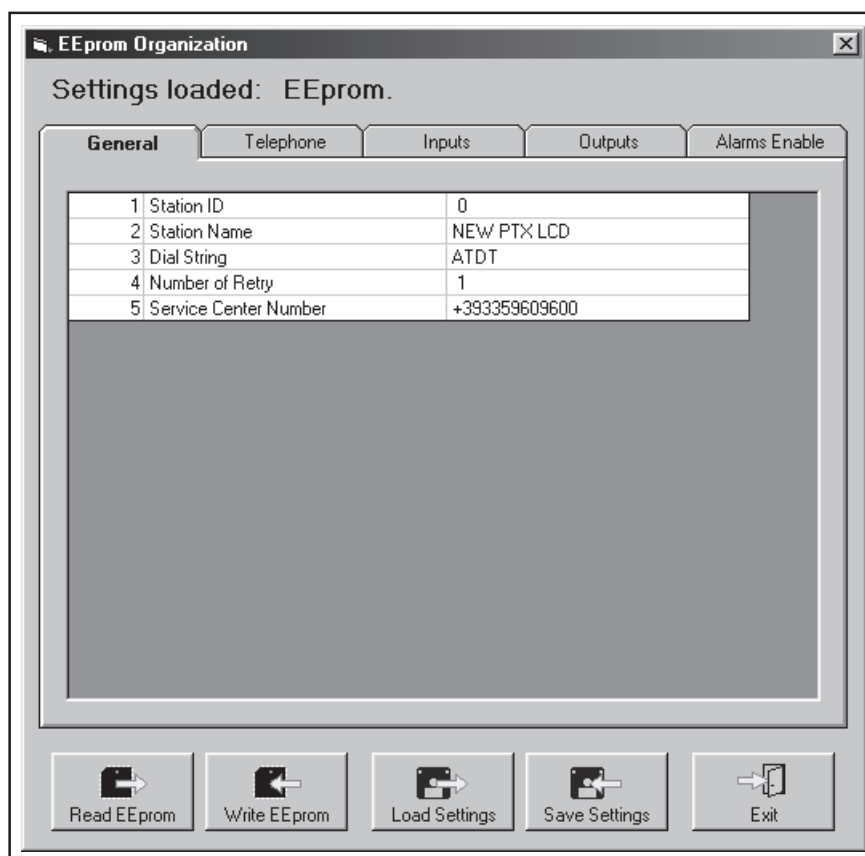 EEprom Organization
Settings loaded: EEprom.
General Telephone Inputs Outputs Alarms Enable
1 Station ID 0
2 Station Name NEW PTX LCD
3 Dial String ATDT
4 Number of Retry 1
5 Service Center Number +393359609600
Read EEprom Write EEprom Load Settings Save Settings Exit